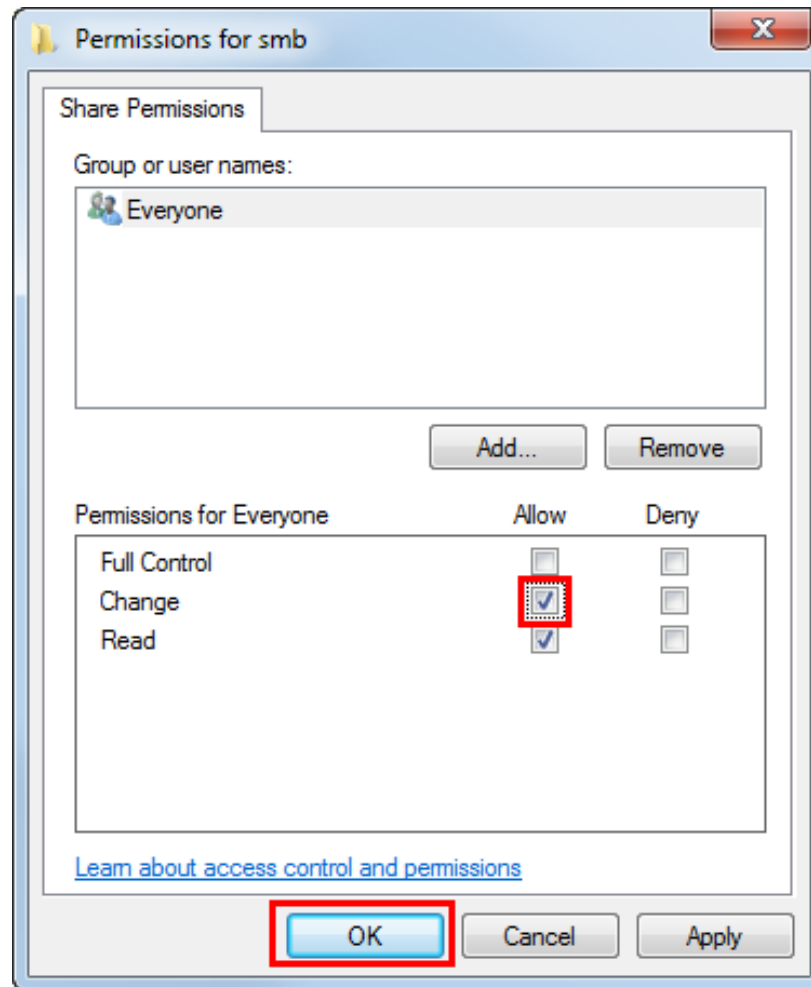 Permissions for smb
Share Permissions
Group or user names:
Everyone
Add... Remove
Permissions for Everyone Allow Deny
Full Control
Change
Read
Learn about access control and permissions
OK Cancel Apply